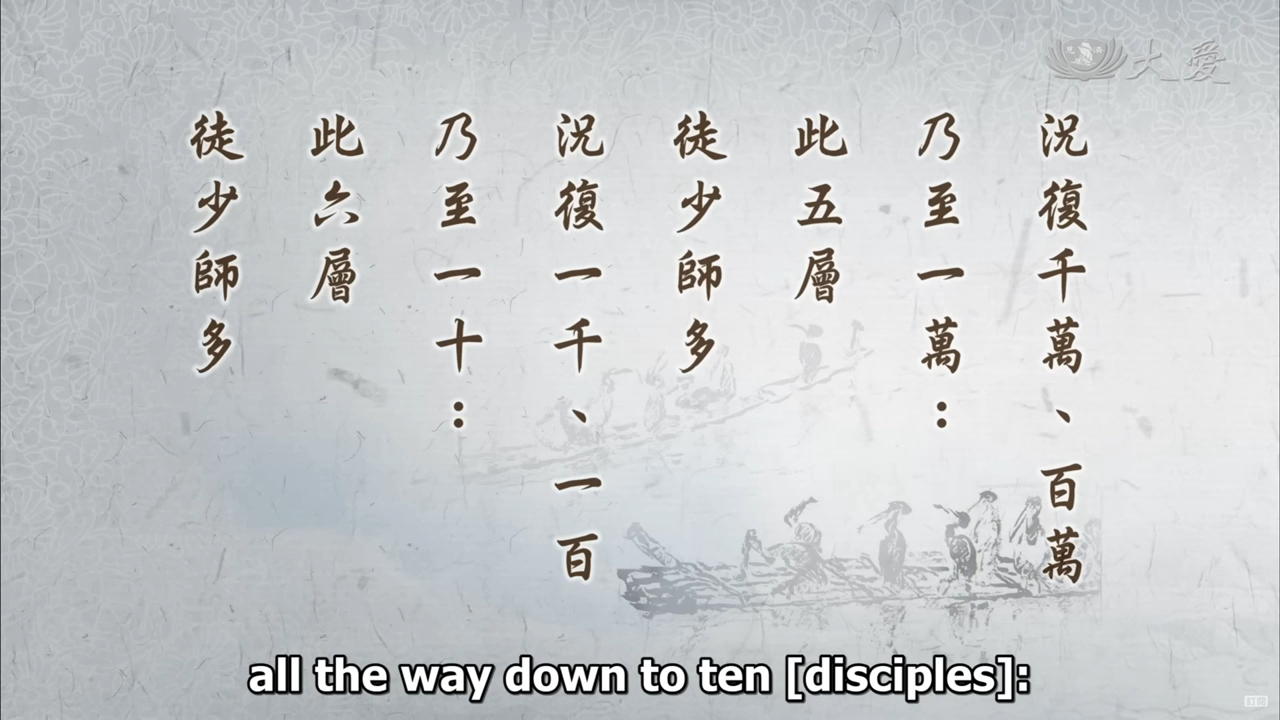 大愛
況復千萬、百萬
乃至一萬：
此五層
徒少師多
況復一千、一百
乃至一十：
此六層
徒少師多
all the way down to ten [disciples]: